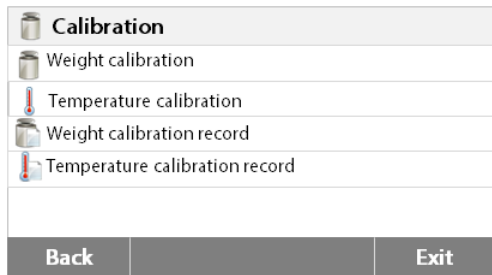 Calibration
Weight calibration
Temperature calibration
Weight calibration record
Temperature calibration record
Back Exit